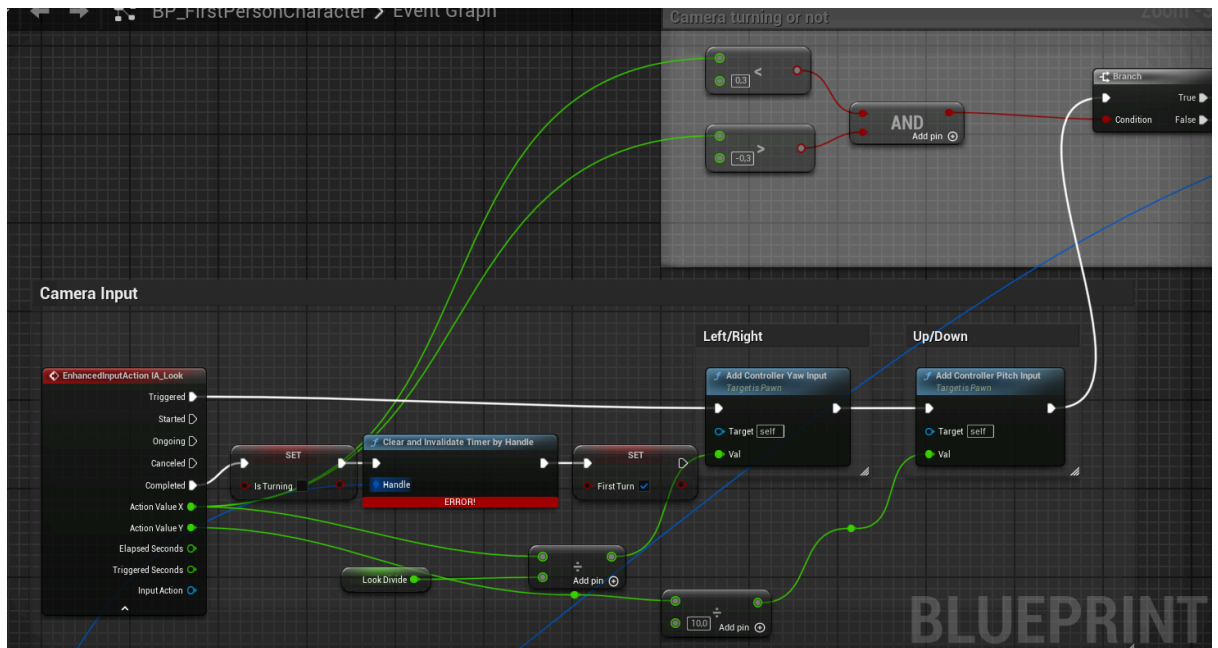 BP_FirstPersonCharacter > Event Graph
Zoom -3
Camera turning or not
<
0,3
>
-0,3
AND
Add pin
Branch
True
Condition
False
Camera Input
Left/Right
Up/Down
EnhancedInputAction IA_Look
Triggered
Started
Ongoing
Canceled
Completed
Action Value X
Action Value Y
Elapsed Seconds
Triggered Seconds
Input Action
SET
Is Turning
Clear and Invalidate Timer by Handle
Handle
ERROR!
SET
First Turn
Add Controller Yaw Input
Target is Pawn
Target self
Val
Add Controller Pitch Input
Target is Pawn
Target self
Val
Look Divide
÷
Add pin
÷
10,0
Add pin
BLUEPRINT